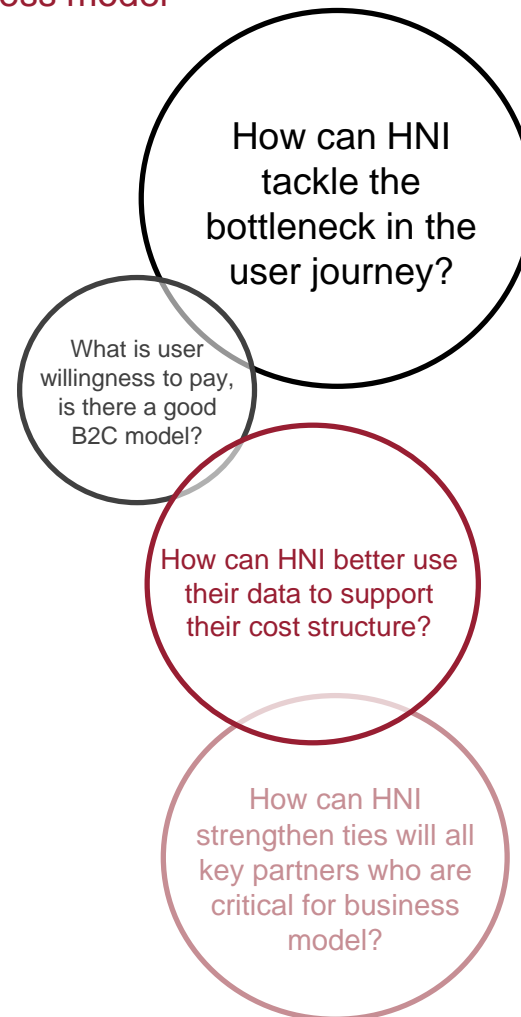 model
How can HNI
tackle the
bottleneck in the
user journey?
What is user
willingness to pay,
is there a good
B2C model?
How can HNI better use
their data to support
their cost structure?
How can HNI
strengthen ties will all
key partners who are
critical for business
model?